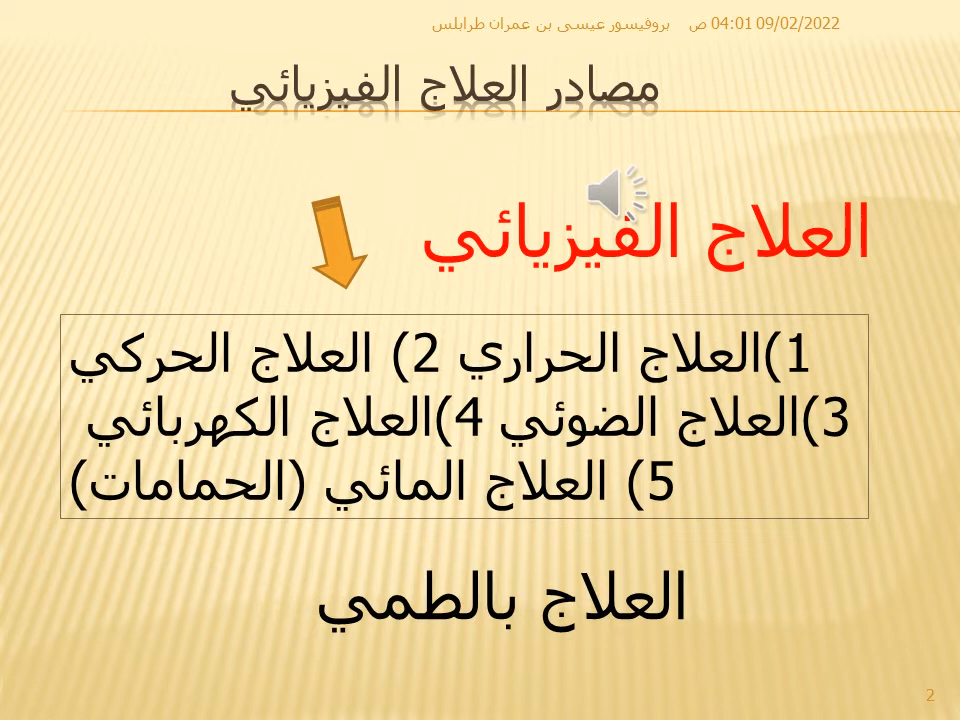 09/02/2022 04:01 ص بروفيسور عيسى بن عمران طرابلس
مصادر العلاج الفيزيائي
العلاج الفيزيائي
1)العلاج الحراري 2) العلاج الحركي
3)العلاج الضوئي 4)العلاج الكهربائي
5) العلاج المائي (الحمامات)
العلاج بالطمي
2